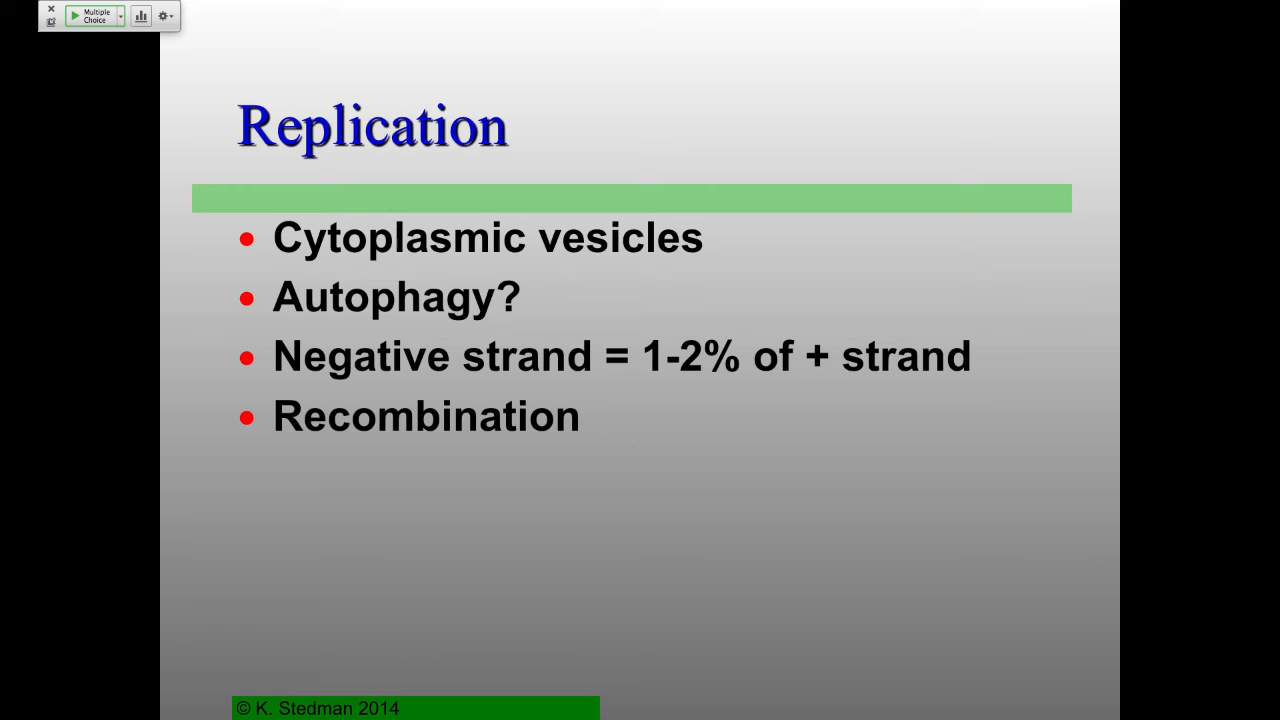 Multiple
Choice
Replication
Cytoplasmic vesicles
Autophagy?
Negative strand = 1-2% of + strand
Recombination
© K. Stedman 2014